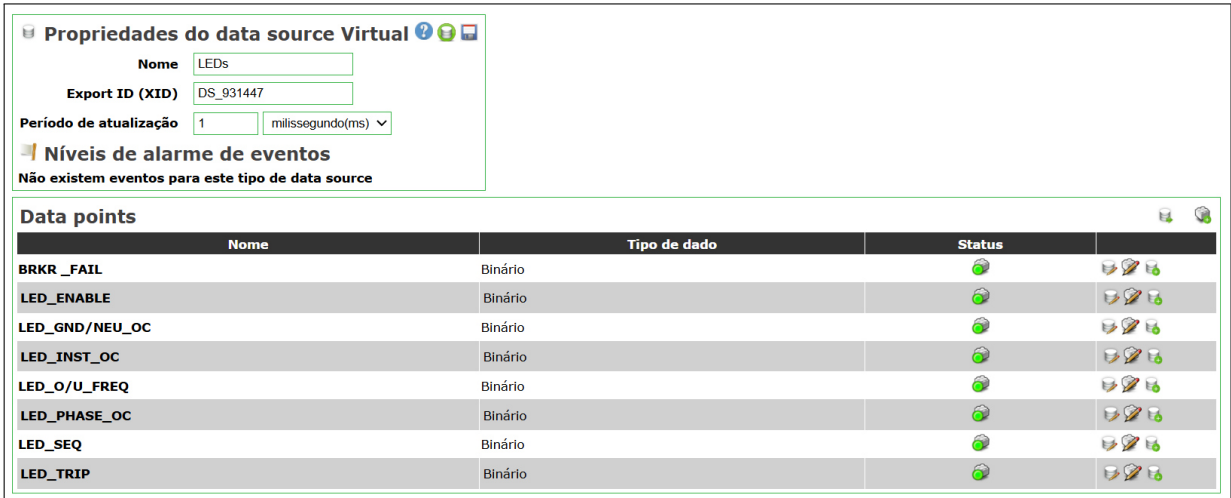 Propriedades do data source Virtual
Nome LEDs
Export ID (XID) DS_931447
Período de atualização 1 milissegundo(ms)
Níveis de alarme de eventos
Não existem eventos para este tipo de data source
Data points
Nome Tipo de dado Status
BRKR _FAIL Binário
LED_ENABLE Binário
LED_GND/NEU_OC Binário
LED_INST_OC Binário
LED_O/U_FREQ Binário
LED_PHASE_OC Binário
LED_SEQ Binário
LED_TRIP Binário